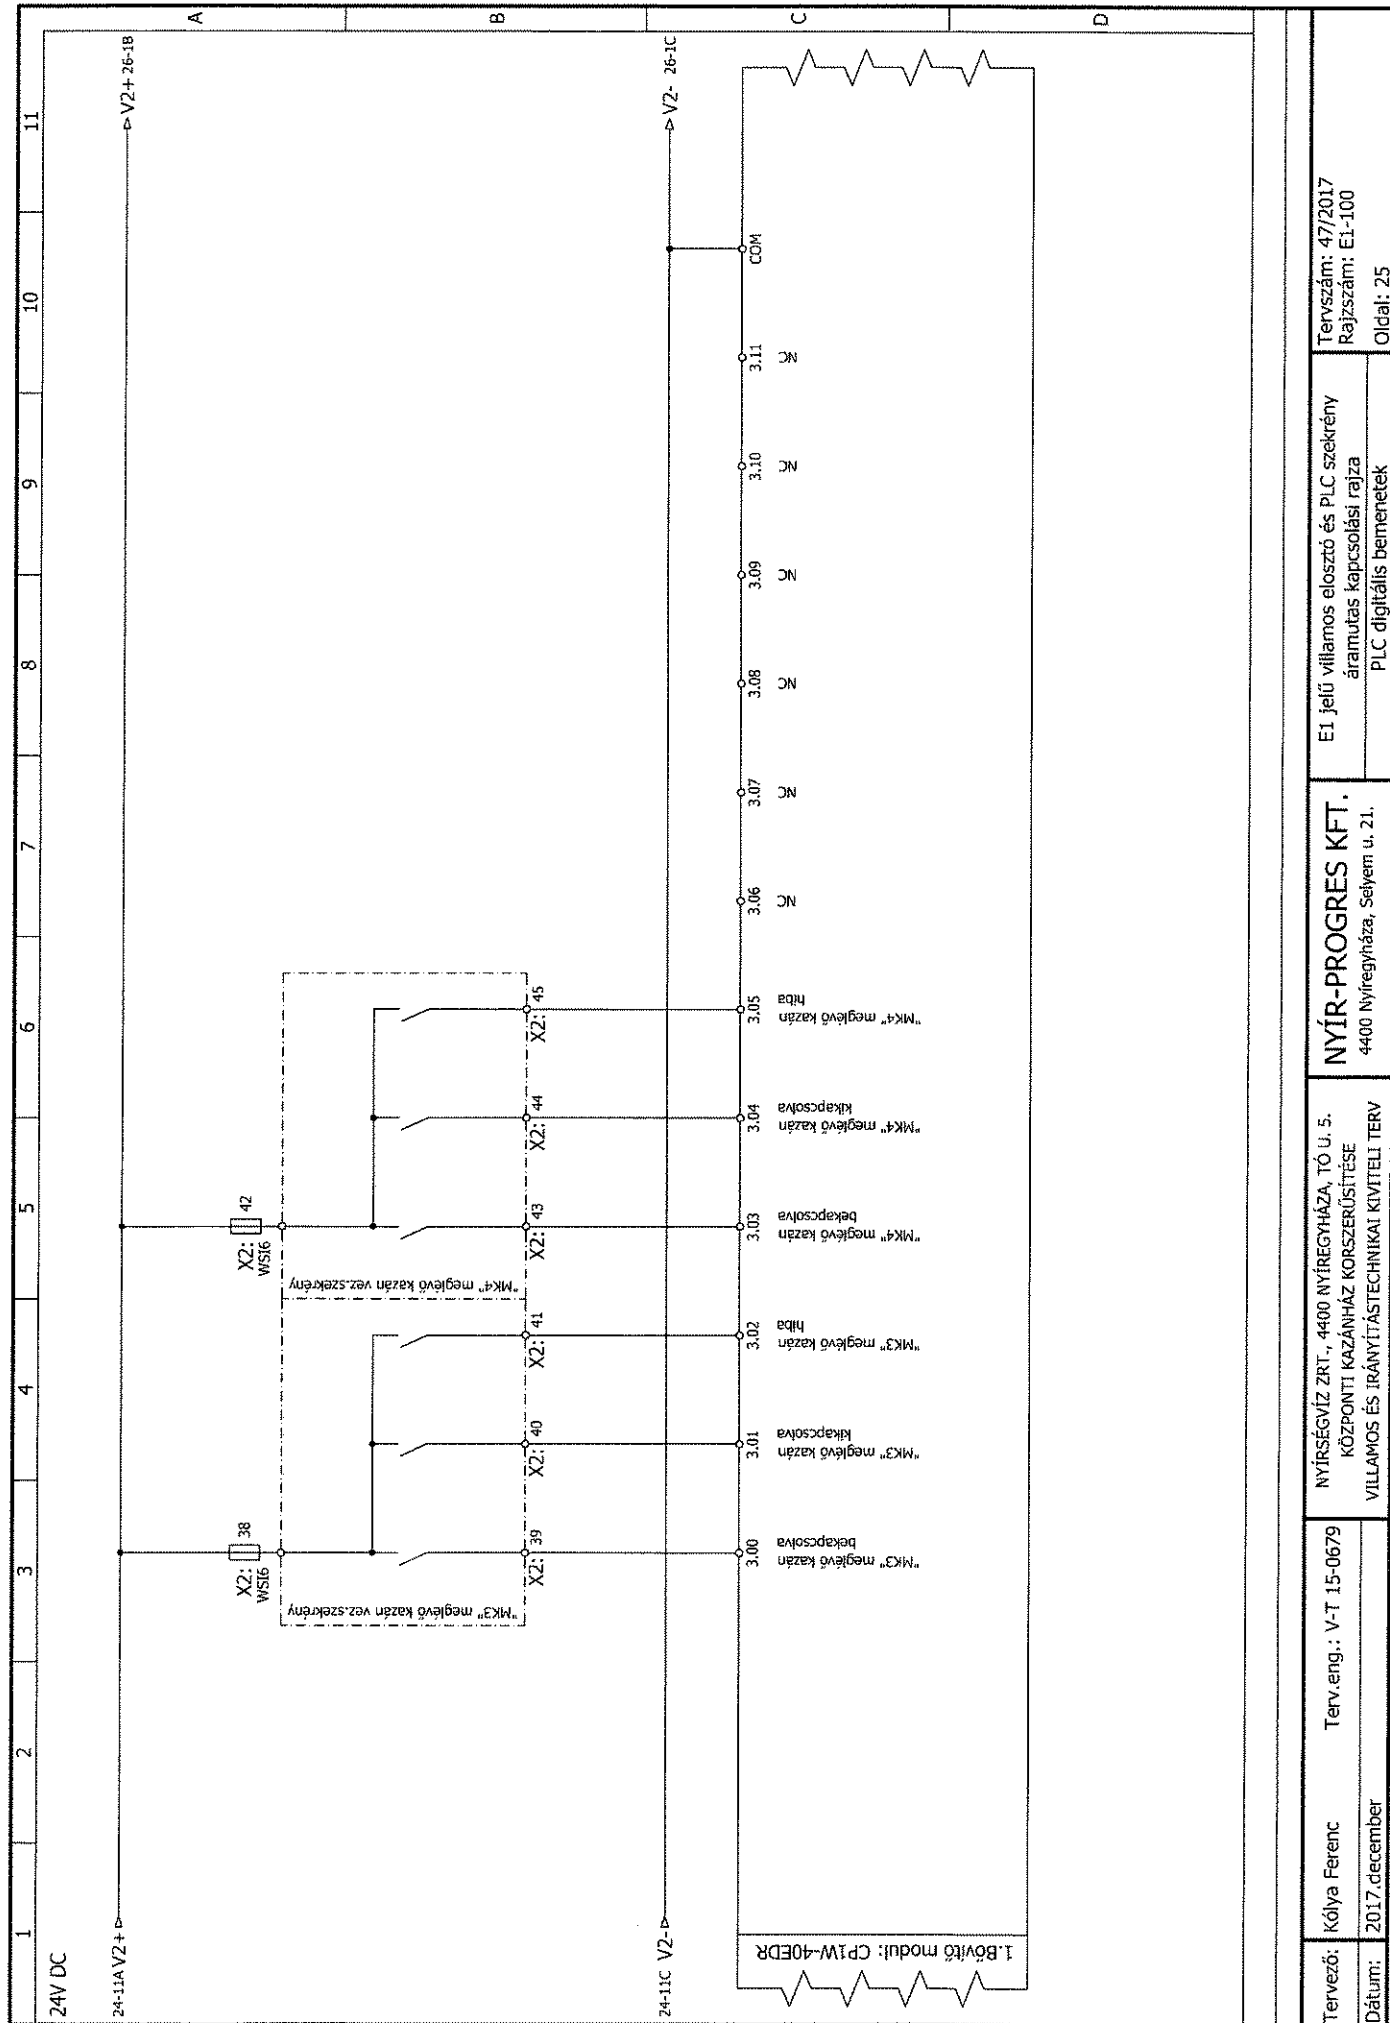 1 2 3 4 5 6 7 8 9 10 11
A
B
C
D
24V DC
24-11A V2+
V2+ 26-1B
X2: 38
WSI6
X2: 42
WSI6
"MK3" meglévő kazán vez.szekrény
"MK4" meglévő kazán vez.szekrény
X2: 39
X2: 40
X2: 41
X2: 43
X2: 44
X2: 45
24-11C V2-
V2- 26-1C
3.00
3.01
3.02
3.03
3.04
3.05
3.06
3.07
3.08
3.09
3.10
3.11
COM
"MK3" meglévő kazán
bekapcsolva
"MK3" meglévő kazán
kikapcsolva
"MK3" meglévő kazán
hiba
"MK4" meglévő kazán
bekapcsolva
"MK4" meglévő kazán
kikapcsolva
"MK4" meglévő kazán
hiba
NC
NC
NC
NC
NC
NC
1.Bővítő modul: CP1W-40EDR
Tervező: Kólya Ferenc
Terv.eng.: V-T 15-0679
Dátum: 2017.december
NYÍRSÉGVÍZ ZRT., 4400 NYÍREGYHÁZA, TÓ U. 5.
KÖZPONTI KAZÁNHÁZ KORSZERŰSÍTÉSE
VILLAMOS ÉS IRÁNYÍTÁSTECHNIKAI KIVITELI TERV
NYÍR-PROGRES KFT.
4400 Nyíregyháza, Selyem u. 21.
E1 jelű villamos elosztó és PLC szekrény
áramutas kapcsolási rajza
PLC digitális bemenetek
Tervszám: 47/2017
Rajzszám: E1-100
Oldal: 25